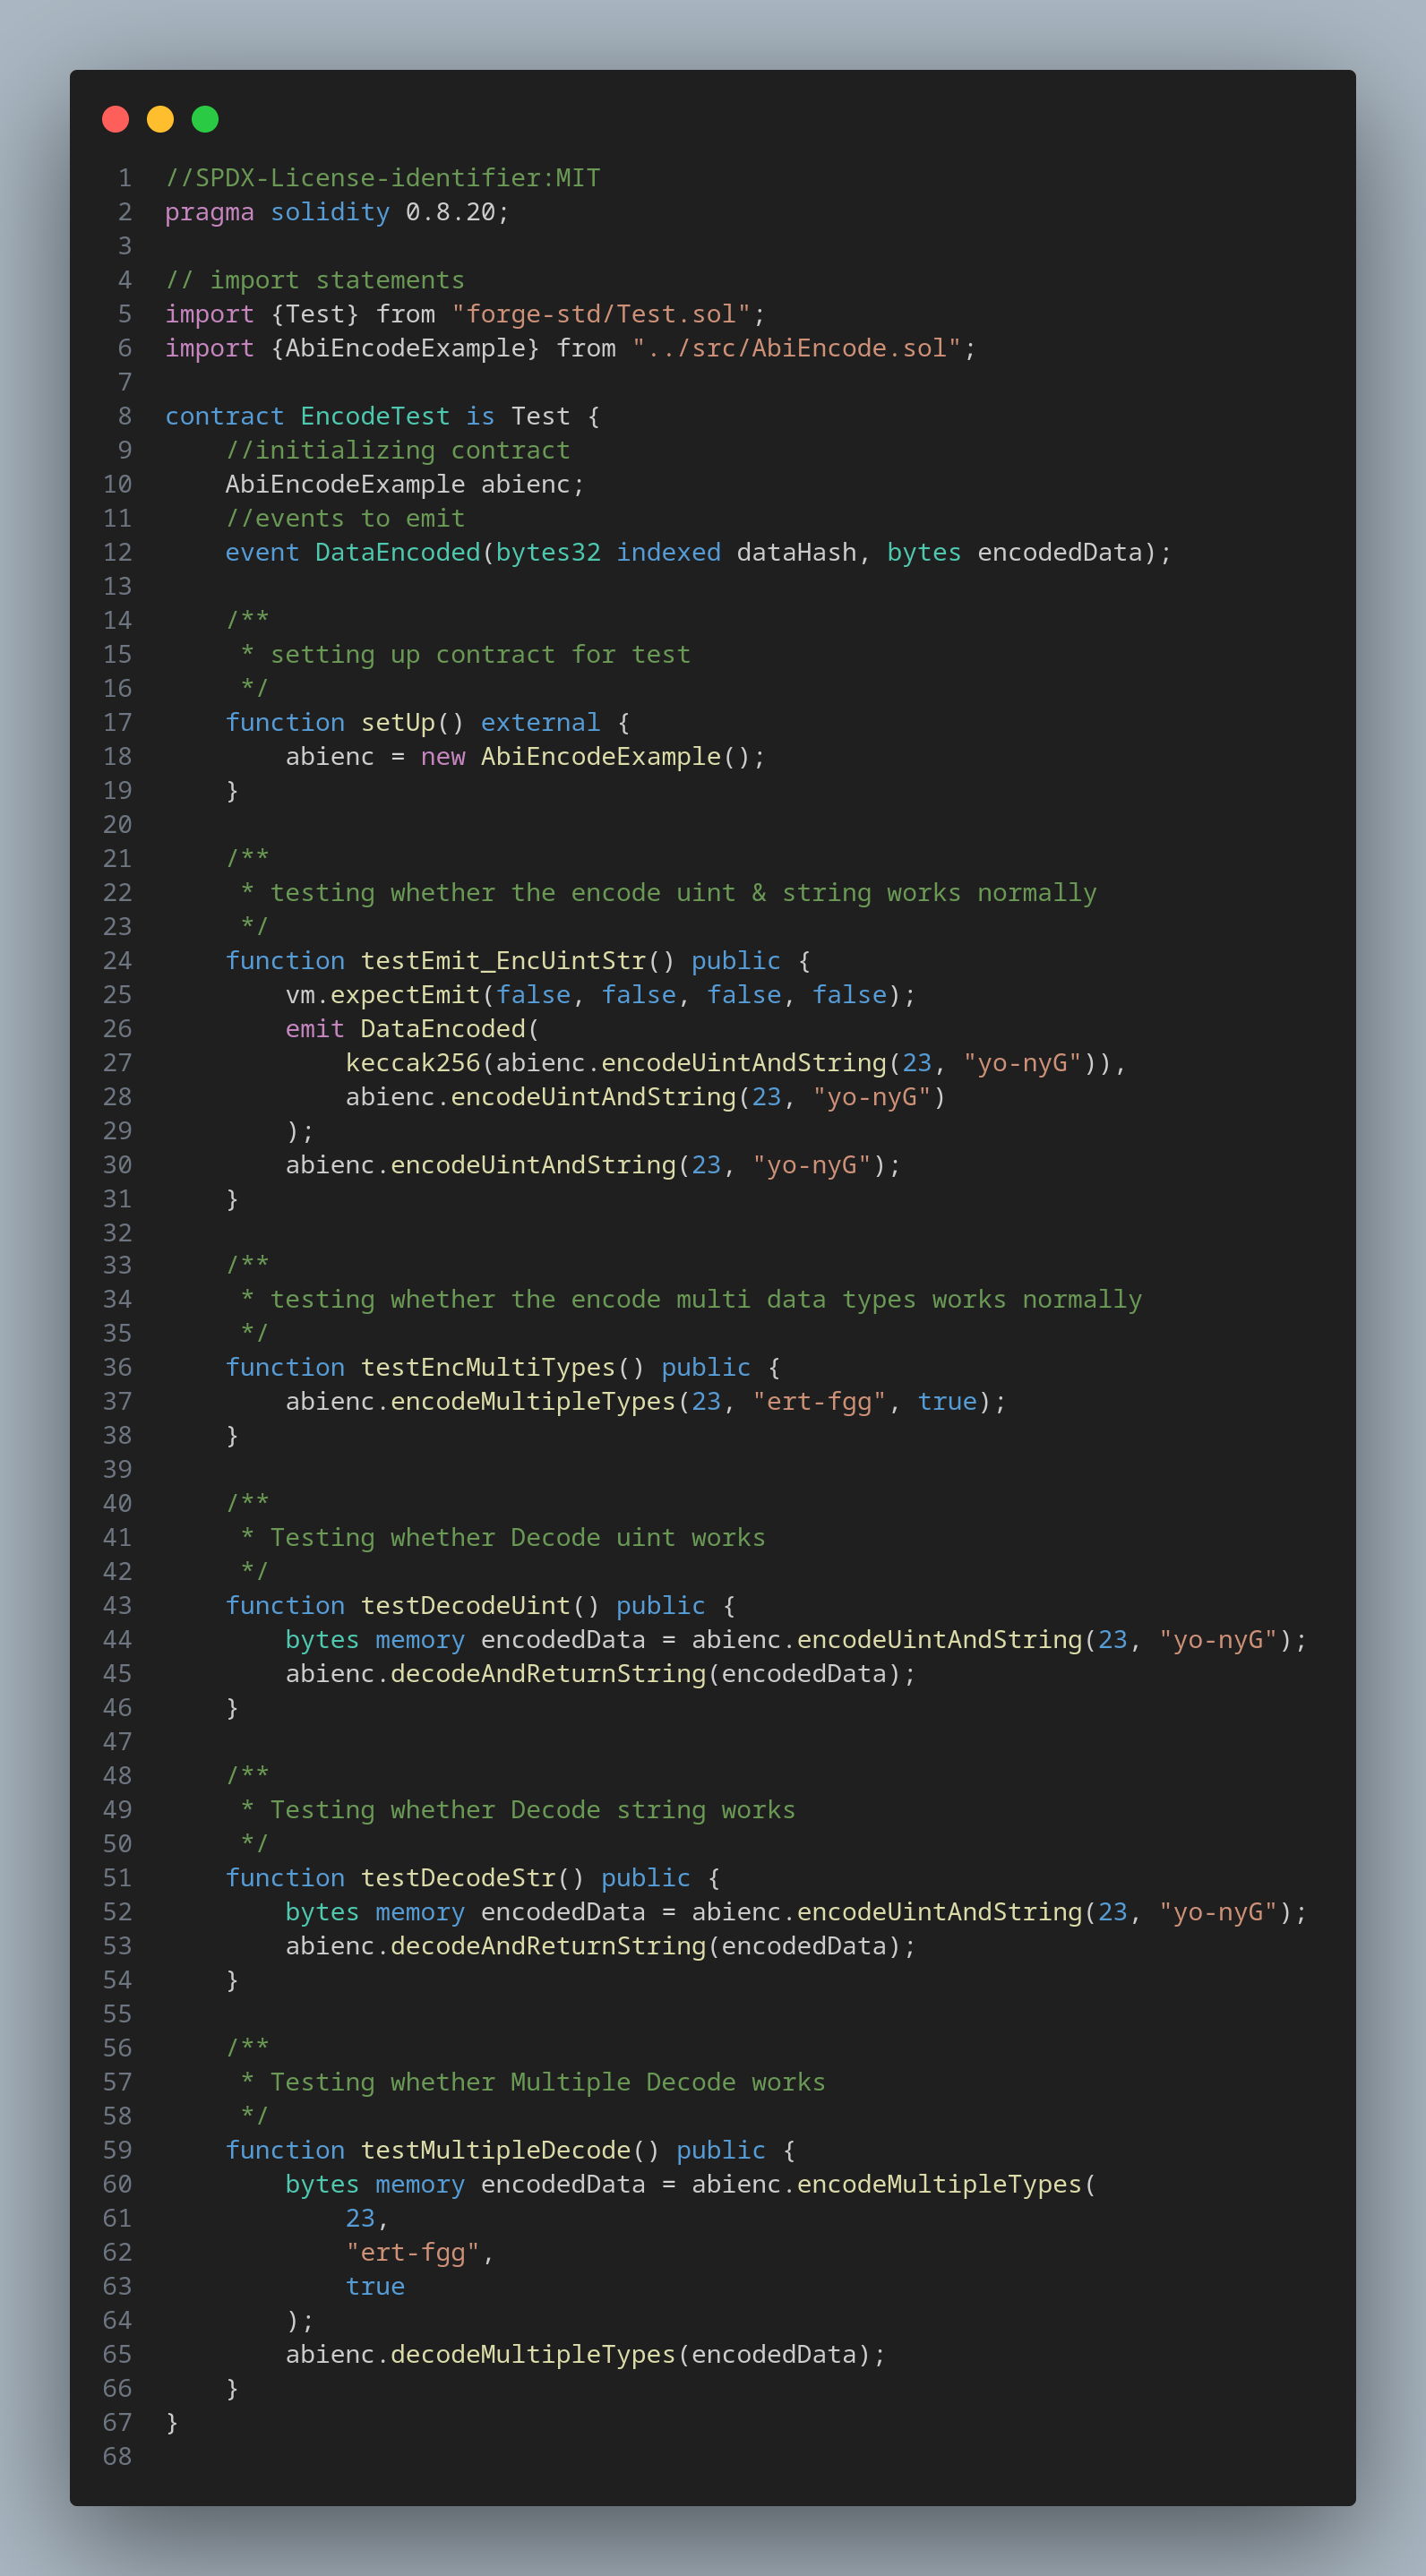 1 //SPDX-License-identifier:MIT
2 pragma solidity 0.8.20;
3
4 // import statements
5 import {Test} from "forge-std/Test.sol";
6 import {AbiEncodeExample} from "../src/AbiEncode.sol";
7
8 contract EncodeTest is Test {
9     //initializing contract
10     AbiEncodeExample abienc;
11     //events to emit
12     event DataEncoded(bytes32 indexed dataHash, bytes encodedData);
13
14     /**
15      * setting up contract for test
16      */
17     function setUp() external {
18         abienc = new AbiEncodeExample();
19     }
20
21     /**
22      * testing whether the encode uint & string works normally
23      */
24     function testEmit_EncUintStr() public {
25         vm.expectEmit(false, false, false, false);
26         emit DataEncoded(
27             keccak256(abienc.encodeUintAndString(23, "yo-nyG")),
28             abienc.encodeUintAndString(23, "yo-nyG")
29         );
30         abienc.encodeUintAndString(23, "yo-nyG");
31     }
32
33     /**
34      * testing whether the encode multi data types works normally
35      */
36     function testEncMultiTypes() public {
37         abienc.encodeMultipleTypes(23, "ert-fgg", true);
38     }
39
40     /**
41      * Testing whether Decode uint works
42      */
43     function testDecodeUint() public {
44         bytes memory encodedData = abienc.encodeUintAndString(23, "yo-nyG");
45         abienc.decodeAndReturnString(encodedData);
46     }
47
48     /**
49      * Testing whether Decode string works
50      */
51     function testDecodeStr() public {
52         bytes memory encodedData = abienc.encodeUintAndString(23, "yo-nyG");
53         abienc.decodeAndReturnString(encodedData);
54     }
55
56     /**
57      * Testing whether Multiple Decode works
58      */
59     function testMultipleDecode() public {
60         bytes memory encodedData = abienc.encodeMultipleTypes(
61             23,
62             "ert-fgg",
63             true
64         );
65         abienc.decodeMultipleTypes(encodedData);
66     }
67 }
68